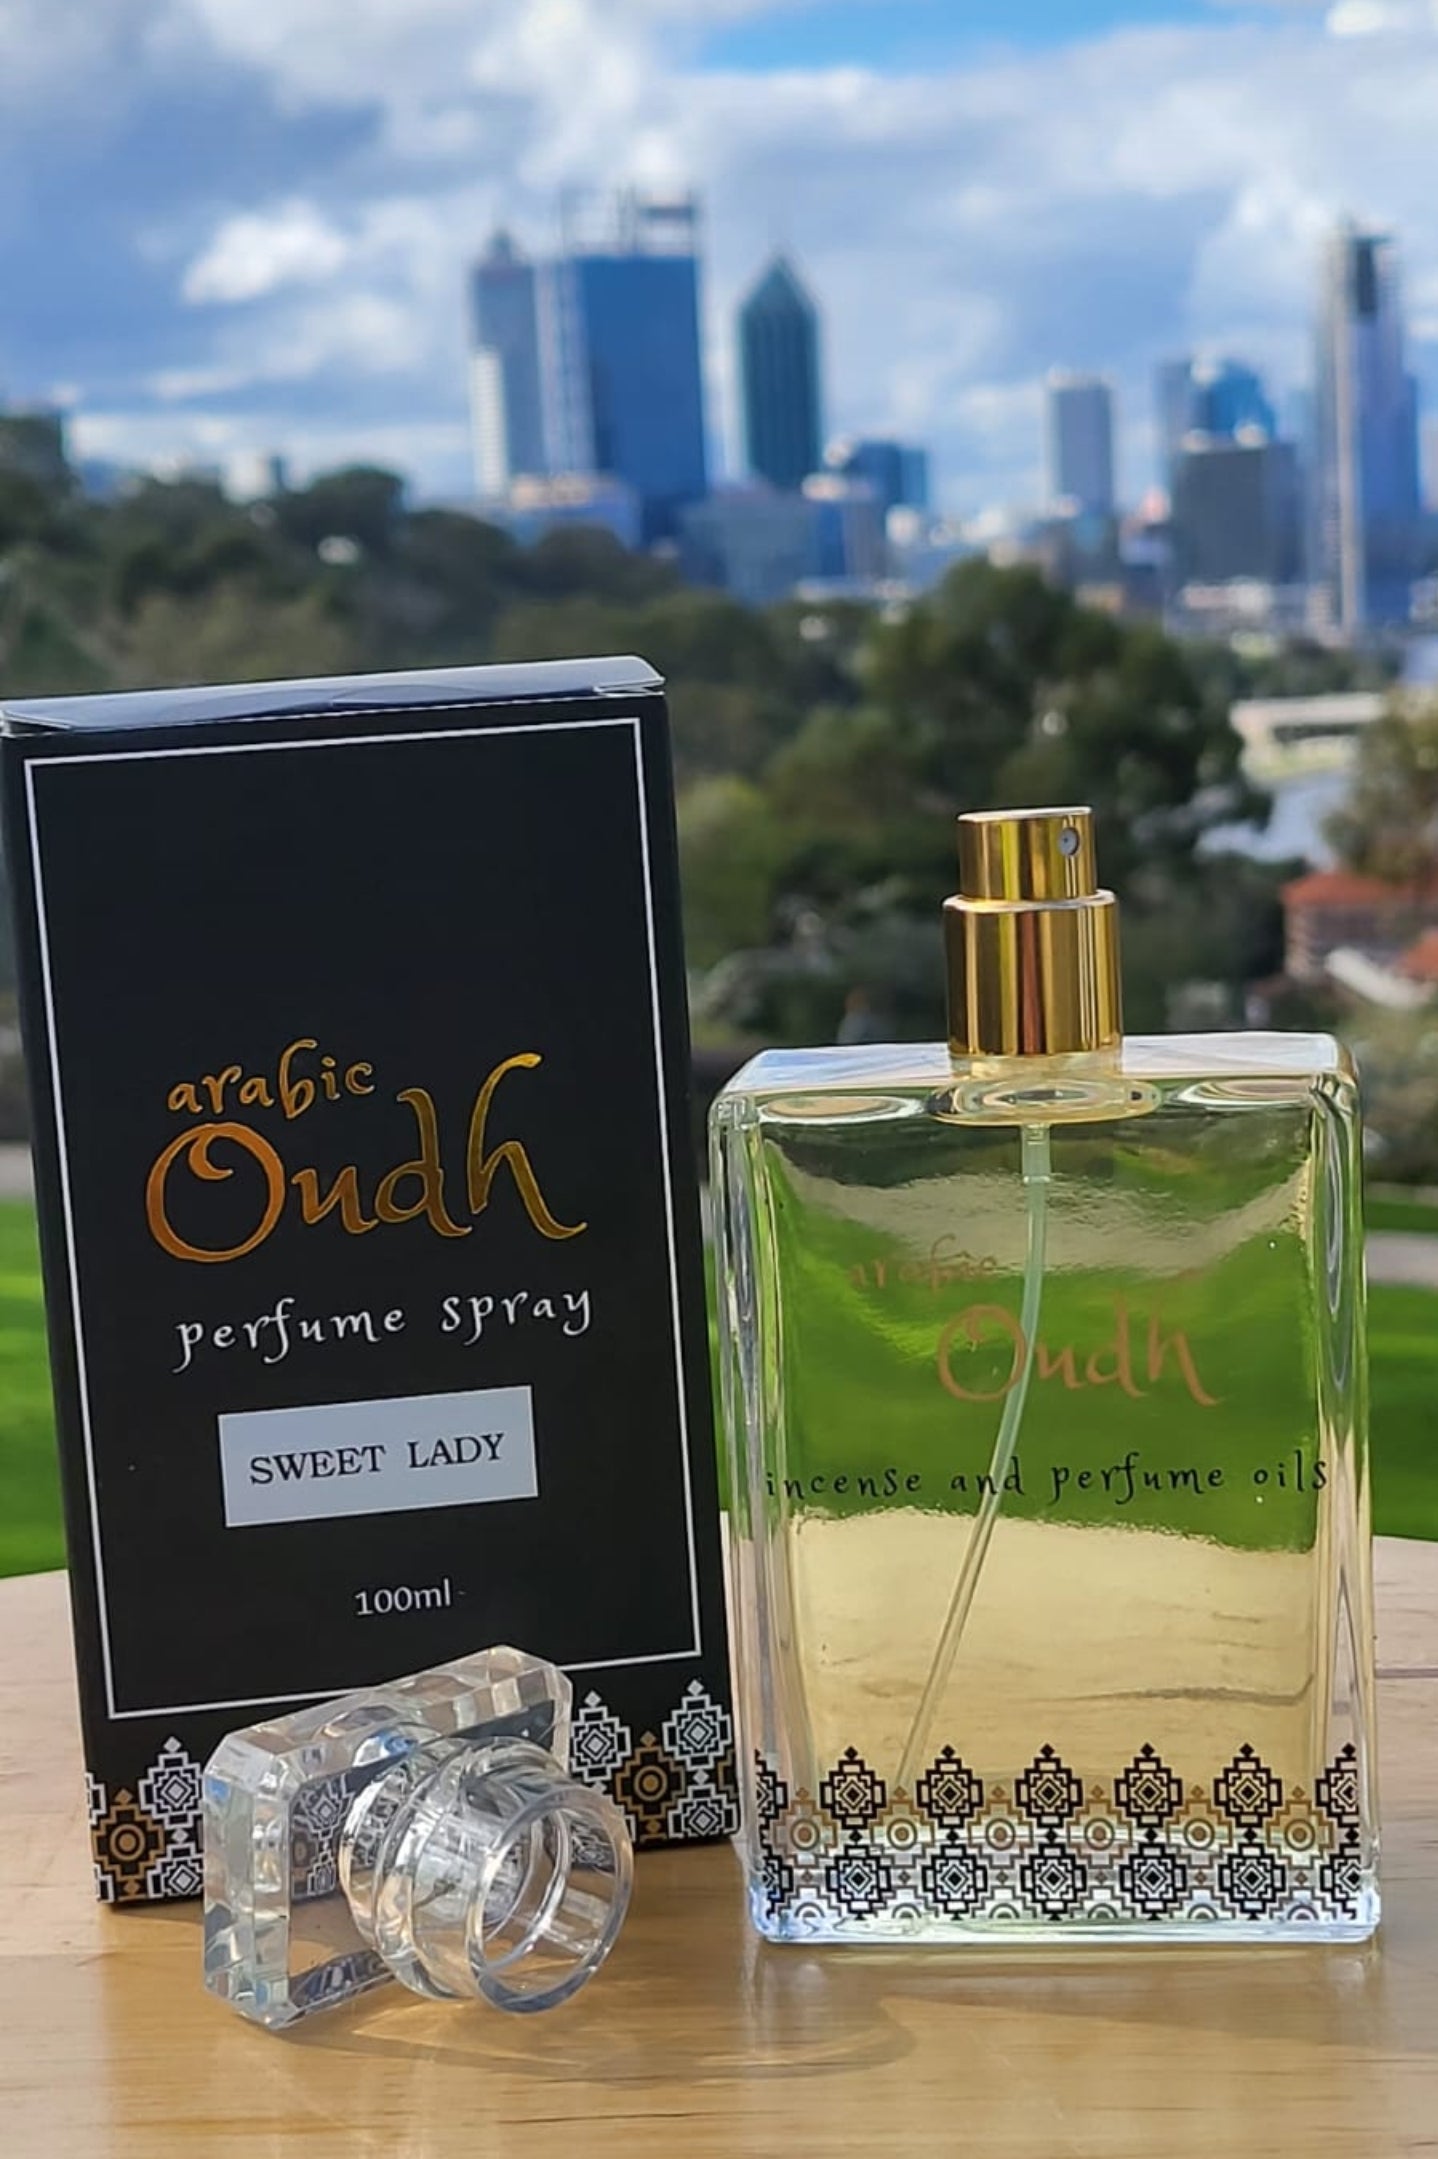 arabic
Oudh
perfume spray
SWEET LADY
100ml
arabic
Oudh
incense and perfume oils